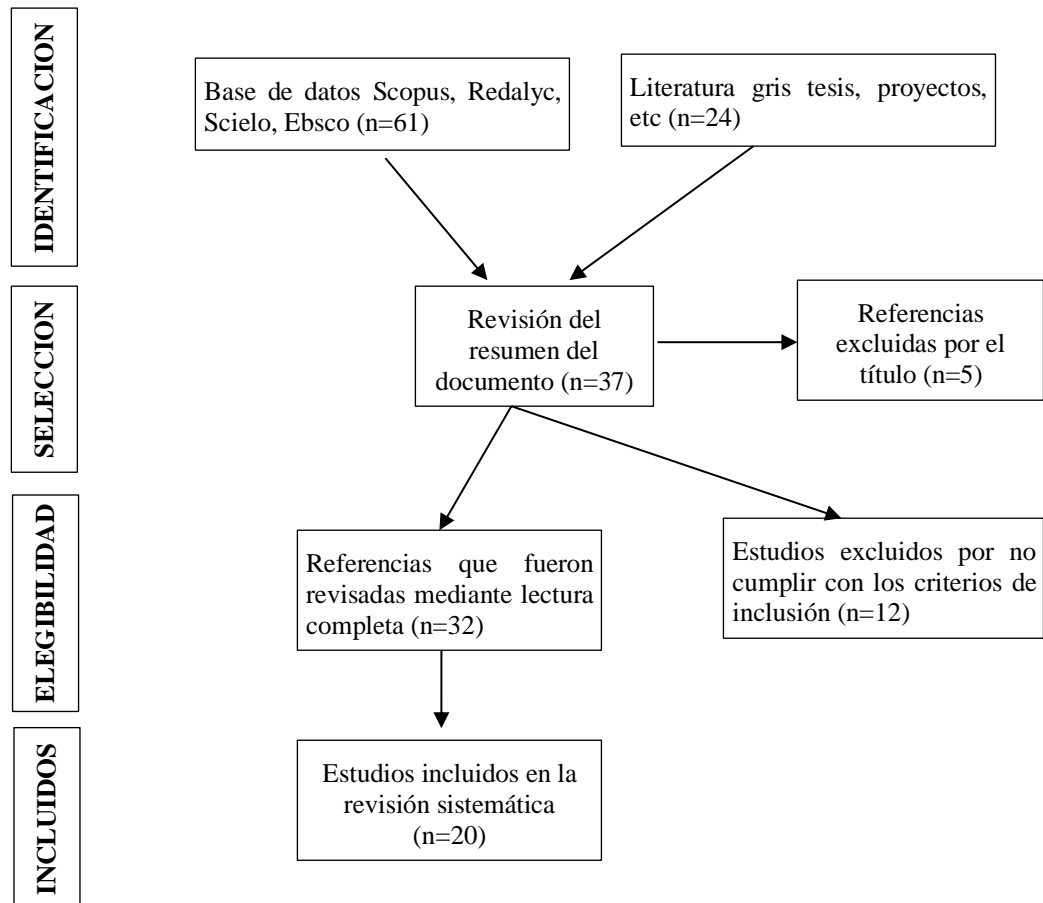 IDENTIFICACION
Base de datos Scopus, Redalyc,
Scielo, Ebsco (n=61)
Literatura gris tesis, proyectos,
etc (n=24)
SELECCION
Revisión del
resumen del
documento (n=37)
Referencias
excluidas por el
título (n=5)
ELEGIBILIDAD
Referencias que fueron
revisadas mediante lectura
completa (n=32)
Estudios excluidos por no
cumplir con los criterios de
inclusión (n=12)
INCLUIDOS
Estudios incluidos en la
revisión sistemática
(n=20)